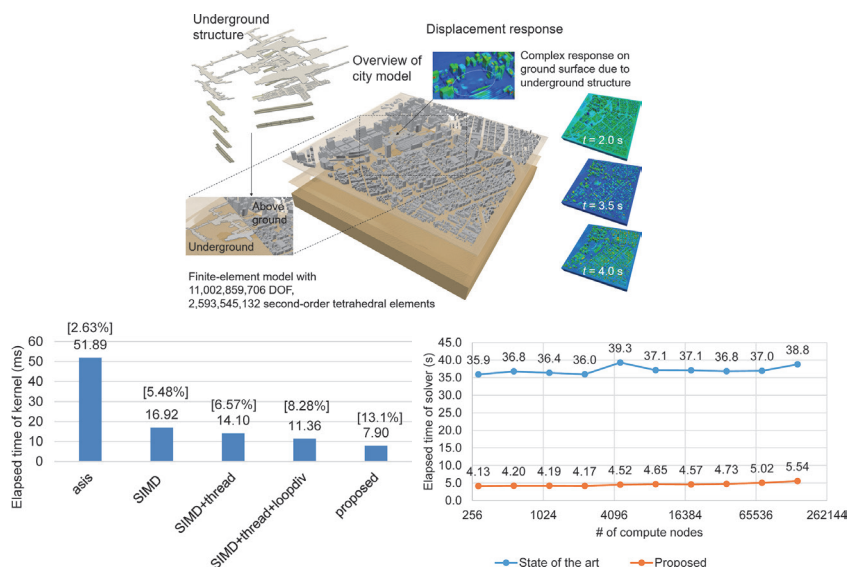 Underground
structure
Overview of
city model
Displacement response
Complex response on
ground surface due to
underground structure
t = 2.0 s
t = 3.5 s
t = 4.0 s
Above
ground
Underground
Finite-element model with
11,002,859,706 DOF,
2,593,545,132 second-order tetrahedral elements
Elapsed time of kernel (ms)
60
50
40
30
20
10
0
[2.63%]
51.89
[5.48%]
16.92
[6.57%]
14.10
[8.28%]
11.36
[13.1%]
7.90
asis
SIMD
SIMD+thread
SIMD+thread+loopdiv
proposed
Elapsed time of solver (s)
45.0
40.0
35.0
30.0
25.0
20.0
15.0
10.0
5.0
0.0
35.9 36.8 36.4 36.0 39.3 37.1 37.1 36.8 37.0 38.8
4.13 4.20 4.19 4.17 4.52 4.65 4.57 4.73 5.02 5.54
256 1024 4096 16384 65536 262144
# of compute nodes
State of the art Proposed